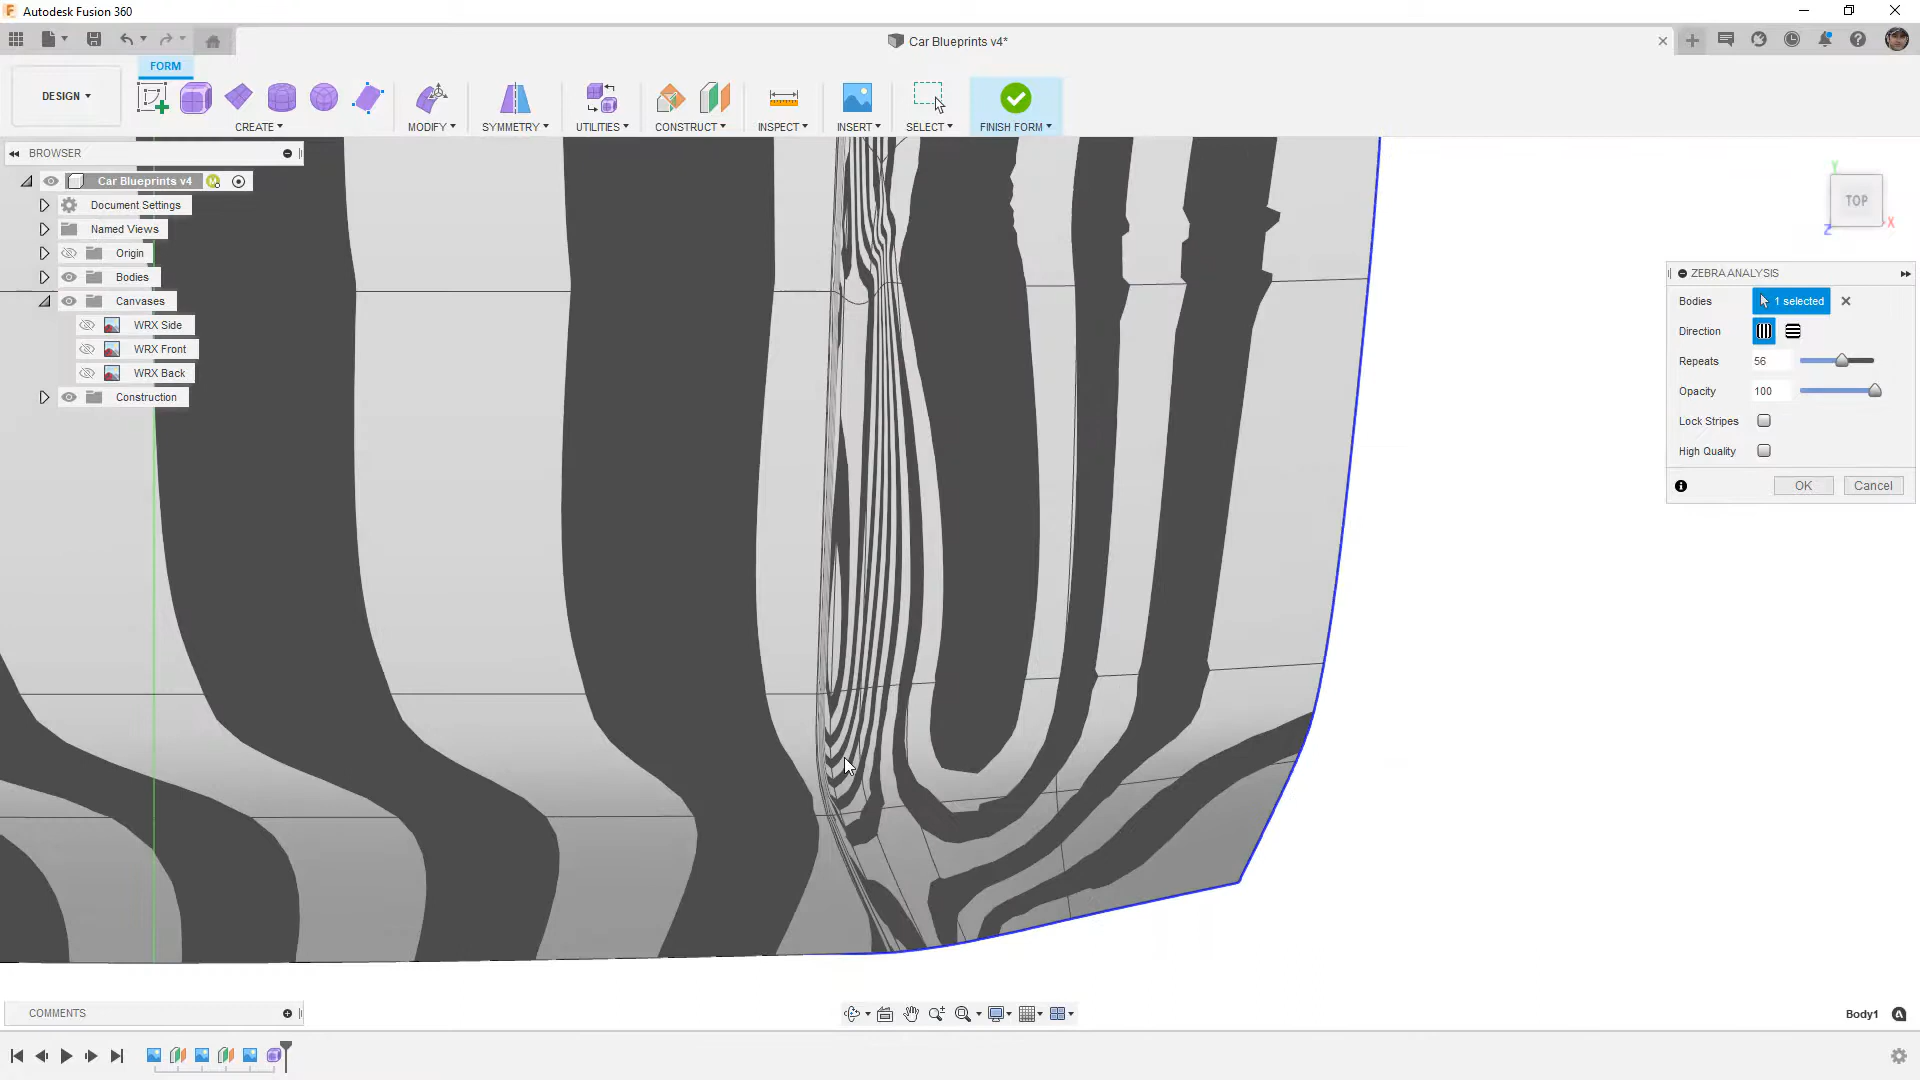 Autodesk Fusion 360
Car Blueprints v4*
FORM
DESIGN
CREATE
MODIFY
SYMMETRY
UTILITIES
CONSTRUCT
INSPECT
INSERT
SELECT
FINISH FORM
BROWSER
Car Blueprints v4
Document Settings
Named Views
Origin
Bodies
Canvases
WRX Side
WRX Front
WRX Back
Construction
Y
TOP
X
Z
ZEBRA ANALYSIS
Bodies 1 selected
Direction
Repeats 56
Opacity 100
Lock Stripes
High Quality
OK Cancel
COMMENTS
Body1